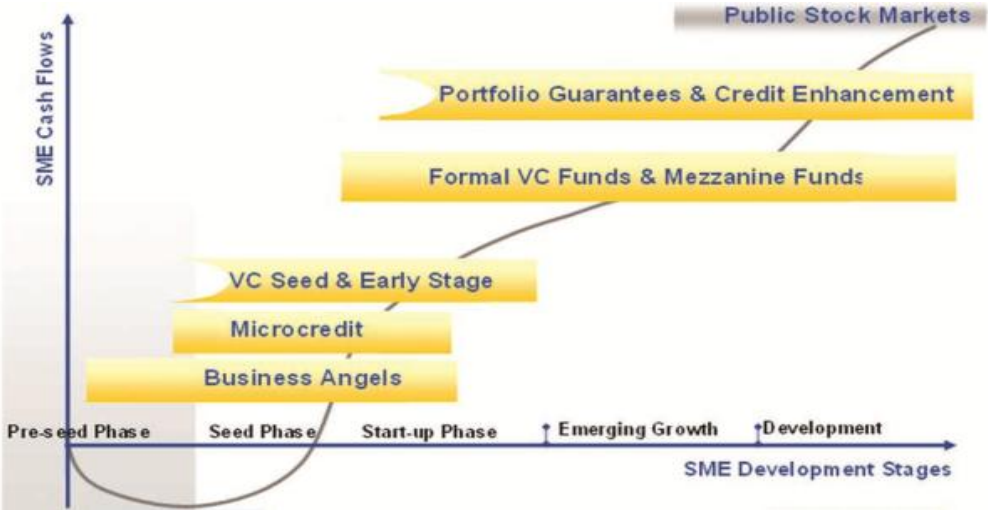 Public Stock Markets
SME Cash Flows
Portfolio Guarantees & Credit Enhancement
Formal VC Funds & Mezzanine Funds
VC Seed & Early Stage
Microcredit
Business Angels
Pre-seed Phase Seed Phase Start-up Phase Emerging Growth Development
SME Development Stages